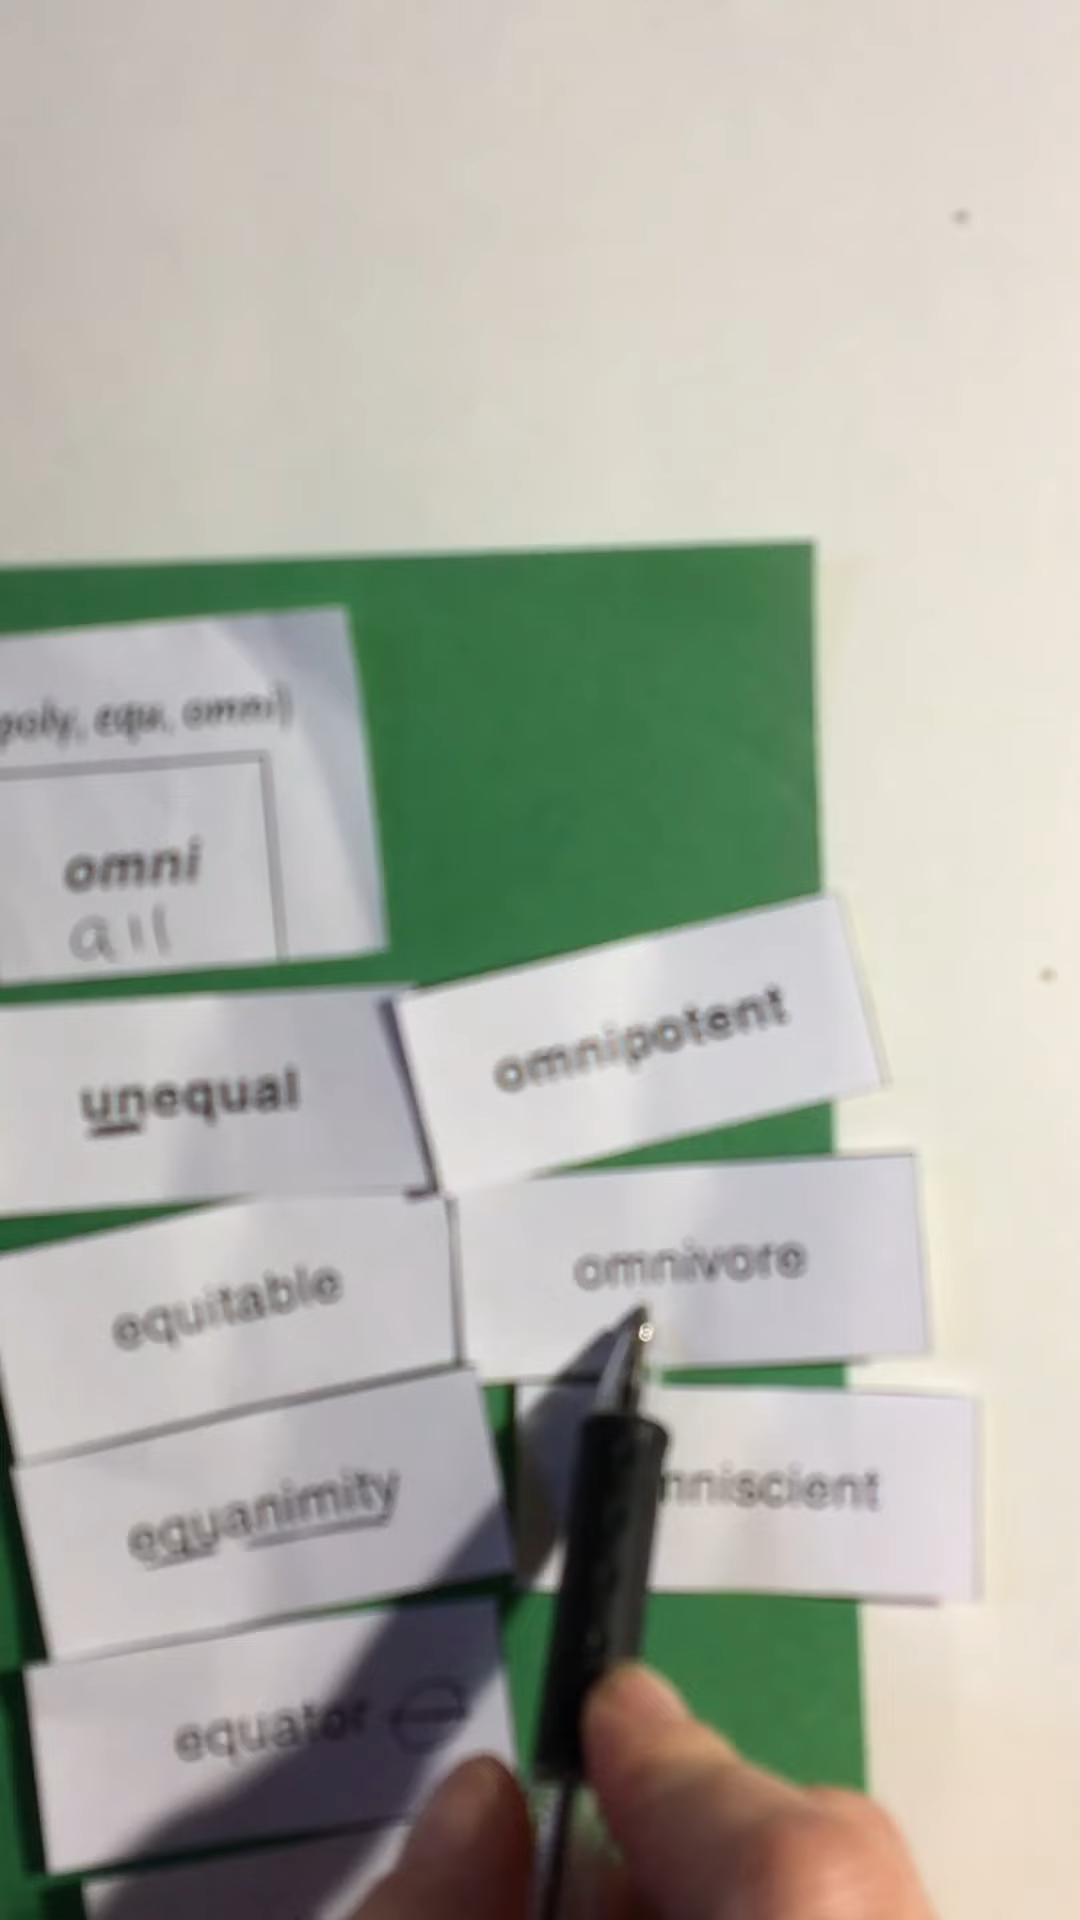 poly, equ, omni)
omni
all
unequal
omnipotent
equitable
omnivore
equanimity
nniscient
equator